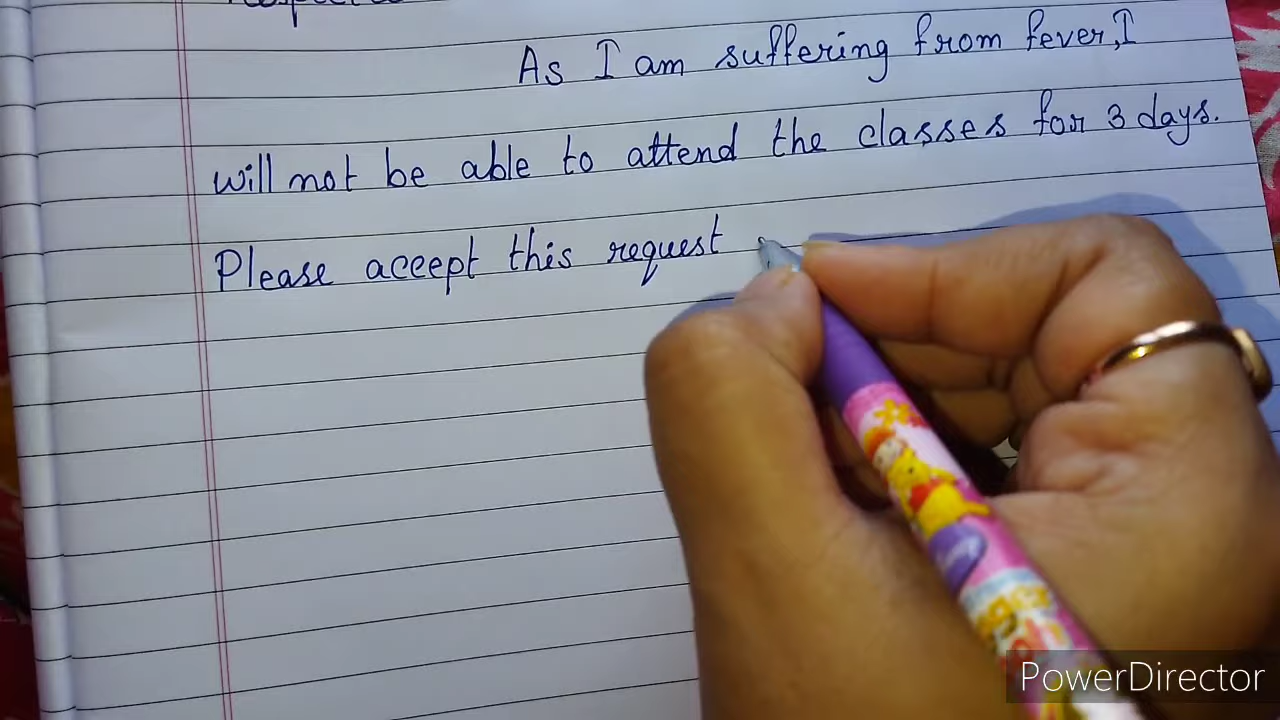 As I am suffering from fever, I
will not be able to attend the classes for 3 days.
Please accept this request
PowerDirector